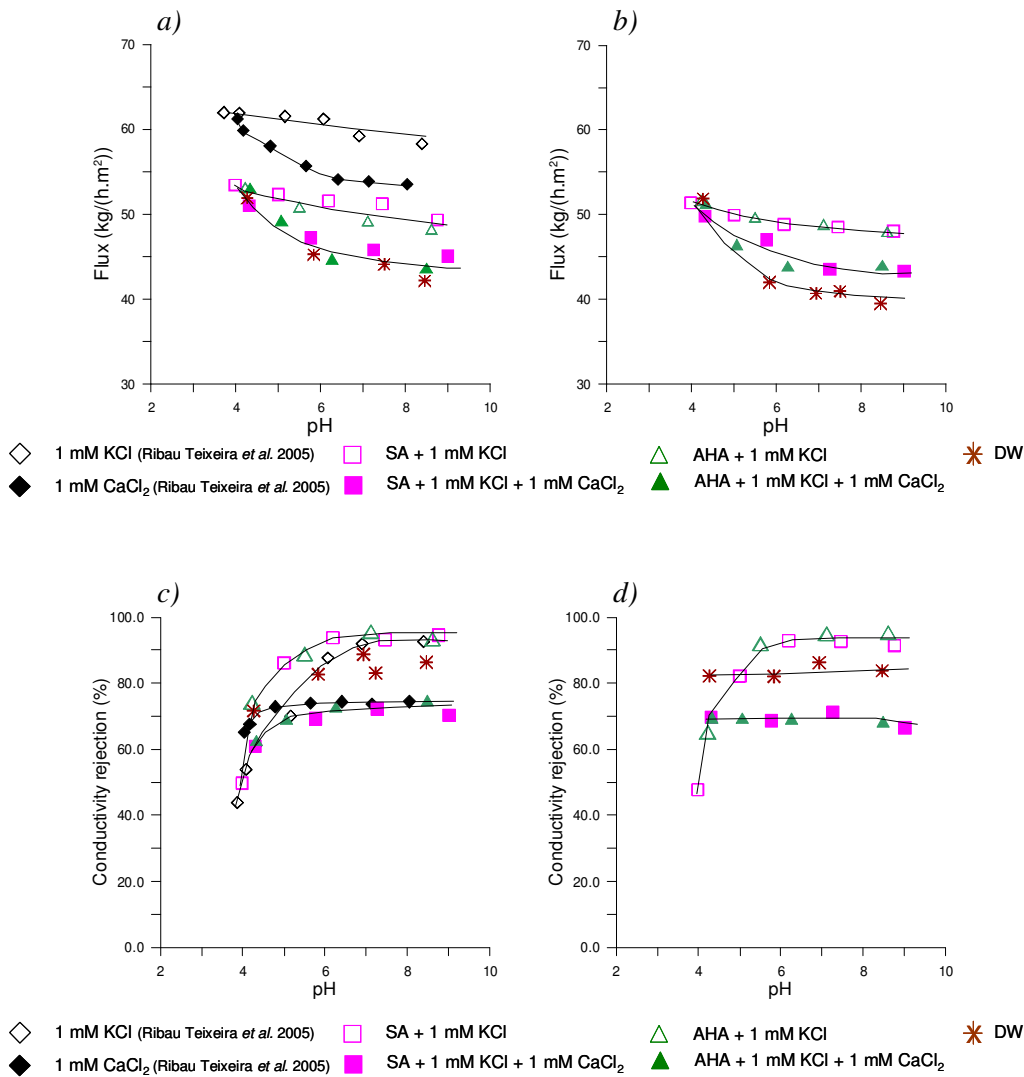 a)
b)
70
60
50
40
30
Flux (kg/(h.m²))
2 4 6 8 10
pH
70
60
50
40
30
Flux (kg/(h.m²))
2 4 6 8 10
pH
1 mM KCl (Ribau Teixeira et al. 2005)
SA + 1 mM KCl
AHA + 1 mM KCl
DW
1 mM CaCl₂ (Ribau Teixeira et al. 2005)
SA + 1 mM KCl + 1 mM CaCl₂
AHA + 1 mM KCl + 1 mM CaCl₂
c)
d)
100.0
80.0
60.0
40.0
20.0
0.0
Conductivity rejection (%)
2 4 6 8 10
pH
100.0
80.0
60.0
40.0
20.0
0.0
Conductivity rejection (%)
2 4 6 8 10
pH
1 mM KCl (Ribau Teixeira et al. 2005)
SA + 1 mM KCl
AHA + 1 mM KCl
DW
1 mM CaCl₂ (Ribau Teixeira et al. 2005)
SA + 1 mM KCl + 1 mM CaCl₂
AHA + 1 mM KCl + 1 mM CaCl₂